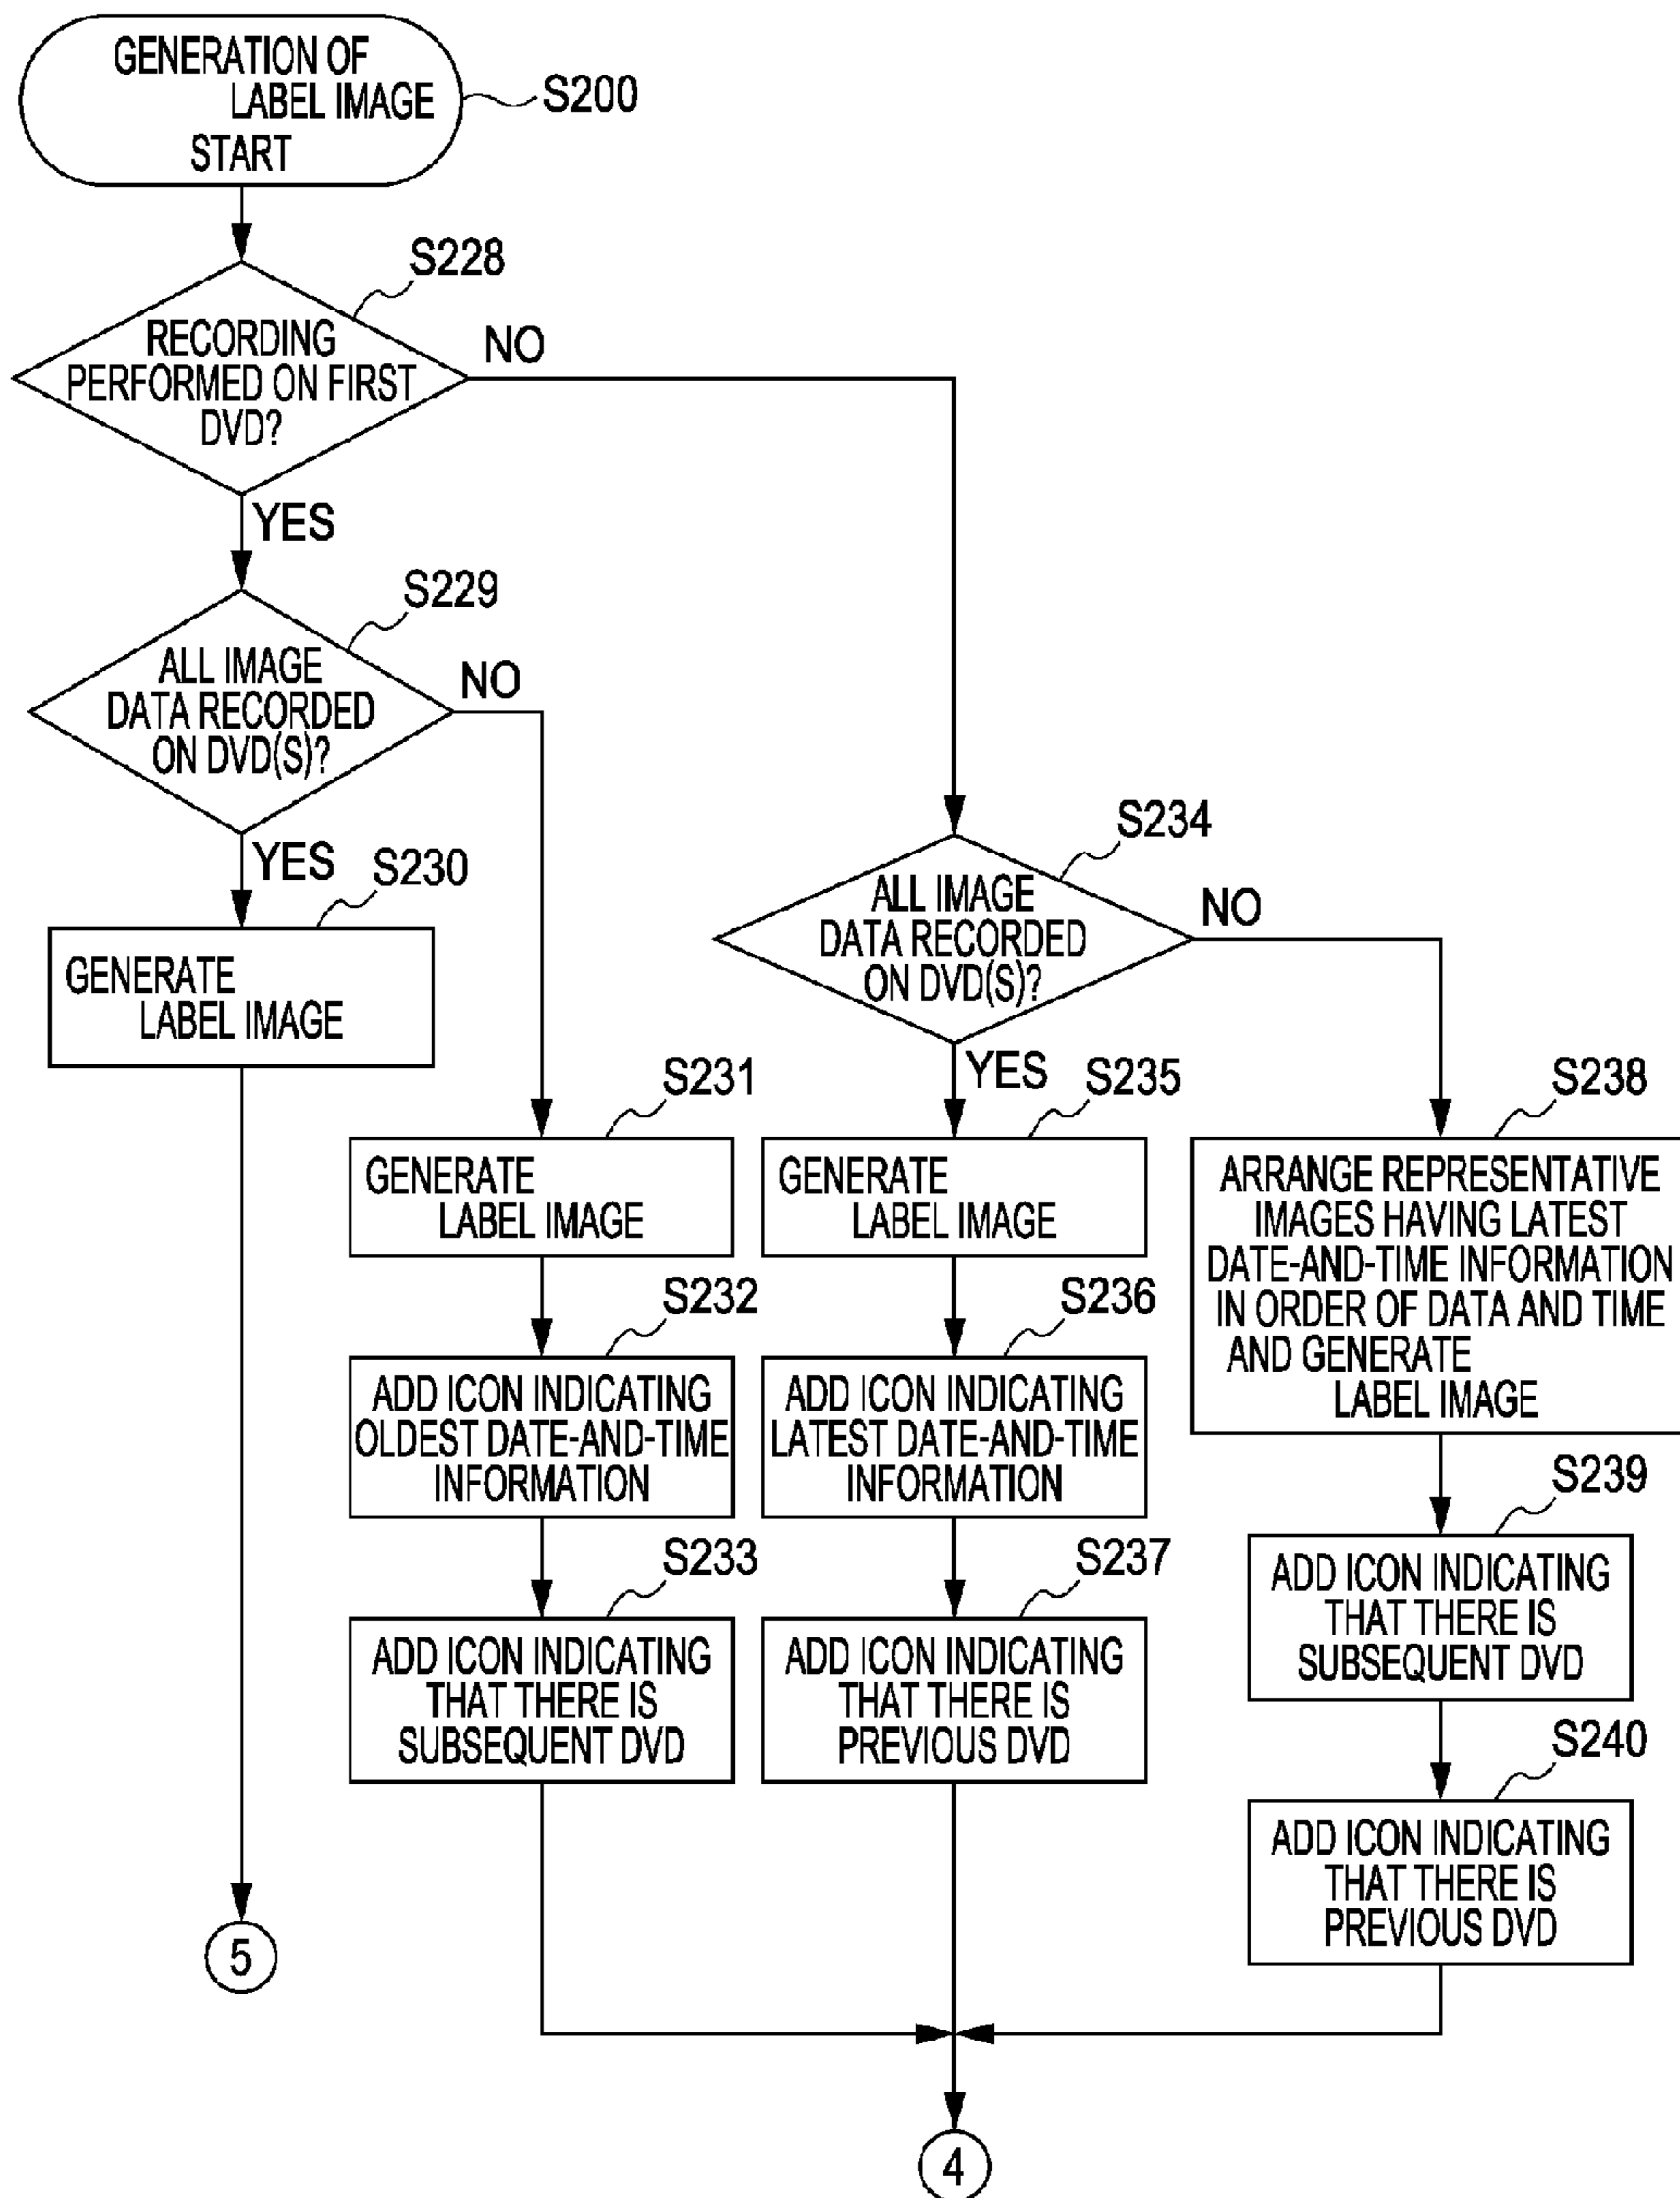 GENERATION OF
LABEL IMAGE
START
S200
S228
RECORDING
PERFORMED ON FIRST
DVD?
NO
YES
S229
ALL IMAGE
DATA RECORDED
ON DVD(S)?
NO
YES
S230
GENERATE
LABEL IMAGE
S234
ALL IMAGE
DATA RECORDED
ON DVD(S)?
NO
YES
S231
GENERATE
LABEL IMAGE
S235
GENERATE
LABEL IMAGE
S238
ARRANGE REPRESENTATIVE
IMAGES HAVING LATEST
DATE-AND-TIME INFORMATION
IN ORDER OF DATA AND TIME
AND GENERATE
LABEL IMAGE
S232
ADD ICON INDICATING
OLDEST DATE-AND-TIME
INFORMATION
S236
ADD ICON INDICATING
LATEST DATE-AND-TIME
INFORMATION
S239
ADD ICON INDICATING
THAT THERE IS
SUBSEQUENT DVD
S233
ADD ICON INDICATING
THAT THERE IS
SUBSEQUENT DVD
S237
ADD ICON INDICATING
THAT THERE IS
PREVIOUS DVD
S240
ADD ICON INDICATING
THAT THERE IS
PREVIOUS DVD
5
4